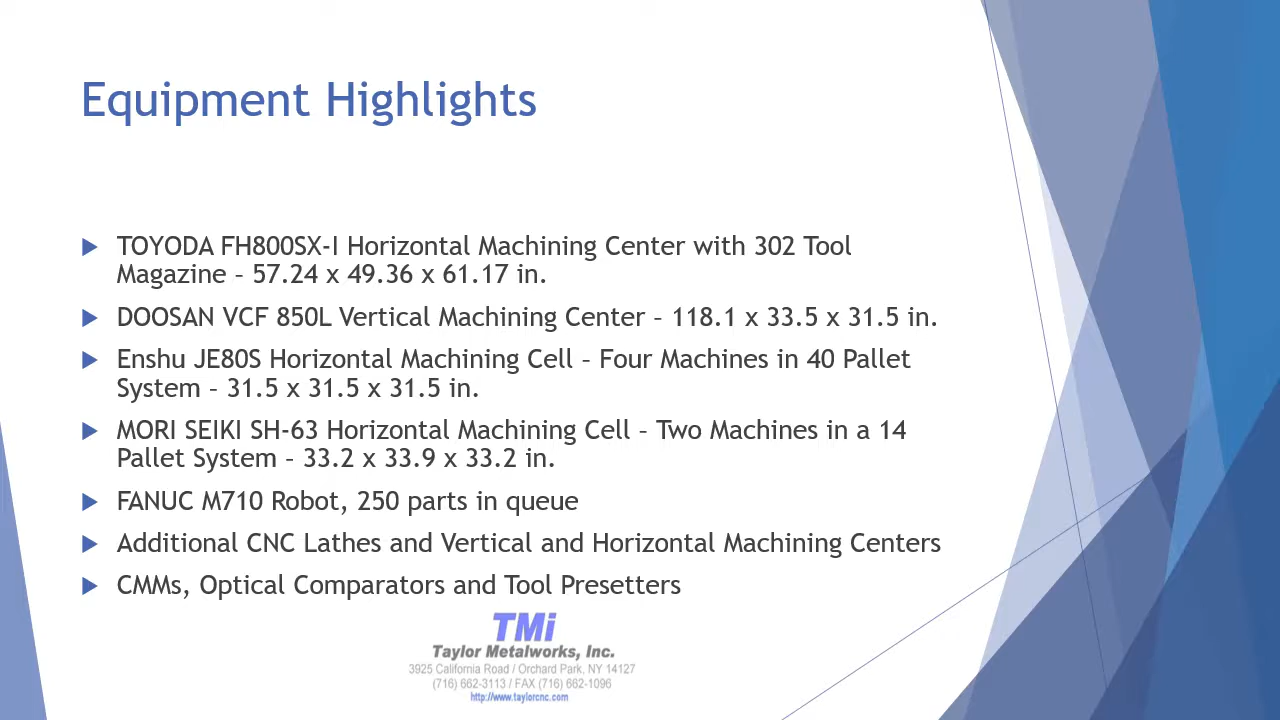 Equipment Highlights
TOYODA FH800SX-I Horizontal Machining Center with 302 Tool
Magazine – 57.24 x 49.36 x 61.17 in.
DOOSAN VCF 850L Vertical Machining Center – 118.1 x 33.5 x 31.5 in.
Enshu JE80S Horizontal Machining Cell – Four Machines in 40 Pallet
System – 31.5 x 31.5 x 31.5 in.
MORI SEIKI SH-63 Horizontal Machining Cell – Two Machines in a 14
Pallet System – 33.2 x 33.9 x 33.2 in.
FANUC M710 Robot, 250 parts in queue
Additional CNC Lathes and Vertical and Horizontal Machining Centers
CMMs, Optical Comparators and Tool Presetters
TMi
Taylor Metalworks, Inc.
3925 California Road / Orchard Park, NY 14127
(716) 662-3113 / FAX (716) 662-1096
http://www.taylorcnc.com